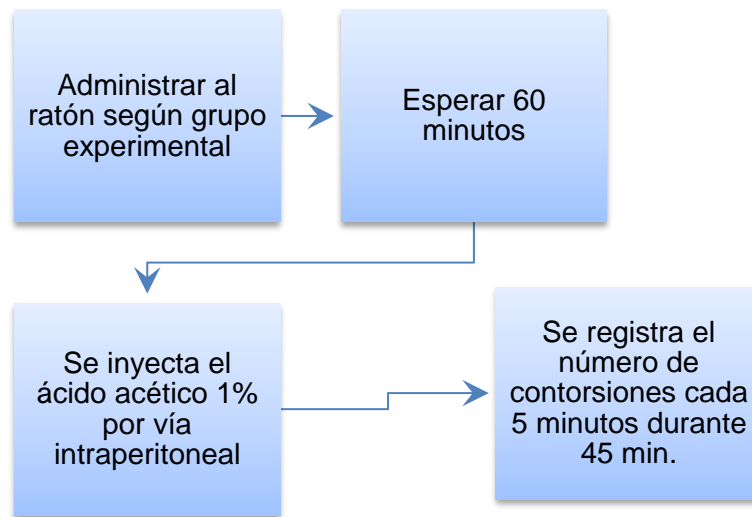 Administrar al
ratón según grupo
experimental
Esperar 60
minutos
Se inyecta el
ácido acético 1%
por vía
intraperitoneal
Se registra el
número de
contorsiones cada
5 minutos durante
45 min.